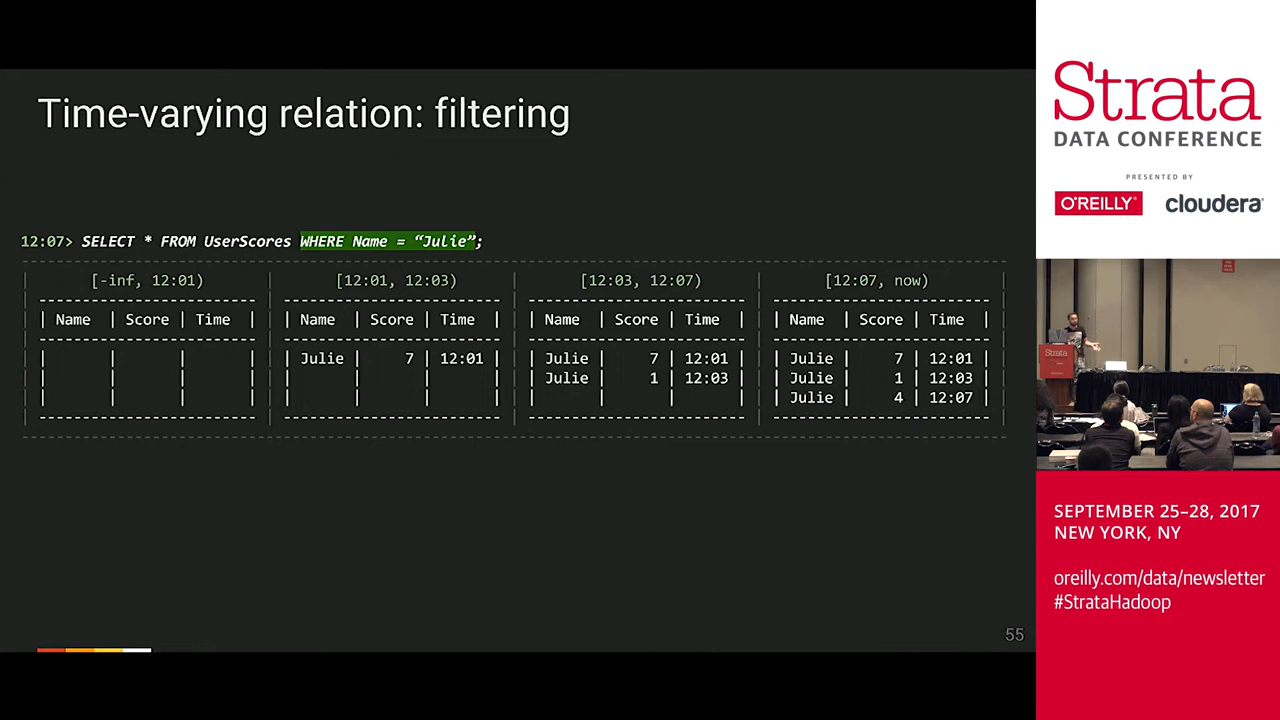 Time-varying relation: filtering
12:07> SELECT * FROM UserScores WHERE Name = “Julie”;
[-inf, 12:01) | [12:01, 12:03) | [12:03, 12:07) | [12:07, now)
| Name | Score | Time | | Name | Score | Time | | Name | Score | Time | | Name | Score | Time |
| | | | | Julie | 7 | 12:01 | | Julie | 7 | 12:01 | | Julie | 7 | 12:01 |
| | | | | | | | | Julie | 1 | 12:03 | | Julie | 1 | 12:03 |
| | | | | | | | | | | | | Julie | 4 | 12:07 |
55
Strata
DATA CONFERENCE
PRESENTED BY
O'REILLY® cloudera
Strata
SEPTEMBER 25–28, 2017
NEW YORK, NY
oreilly.com/data/newsletter
#StrataHadoop